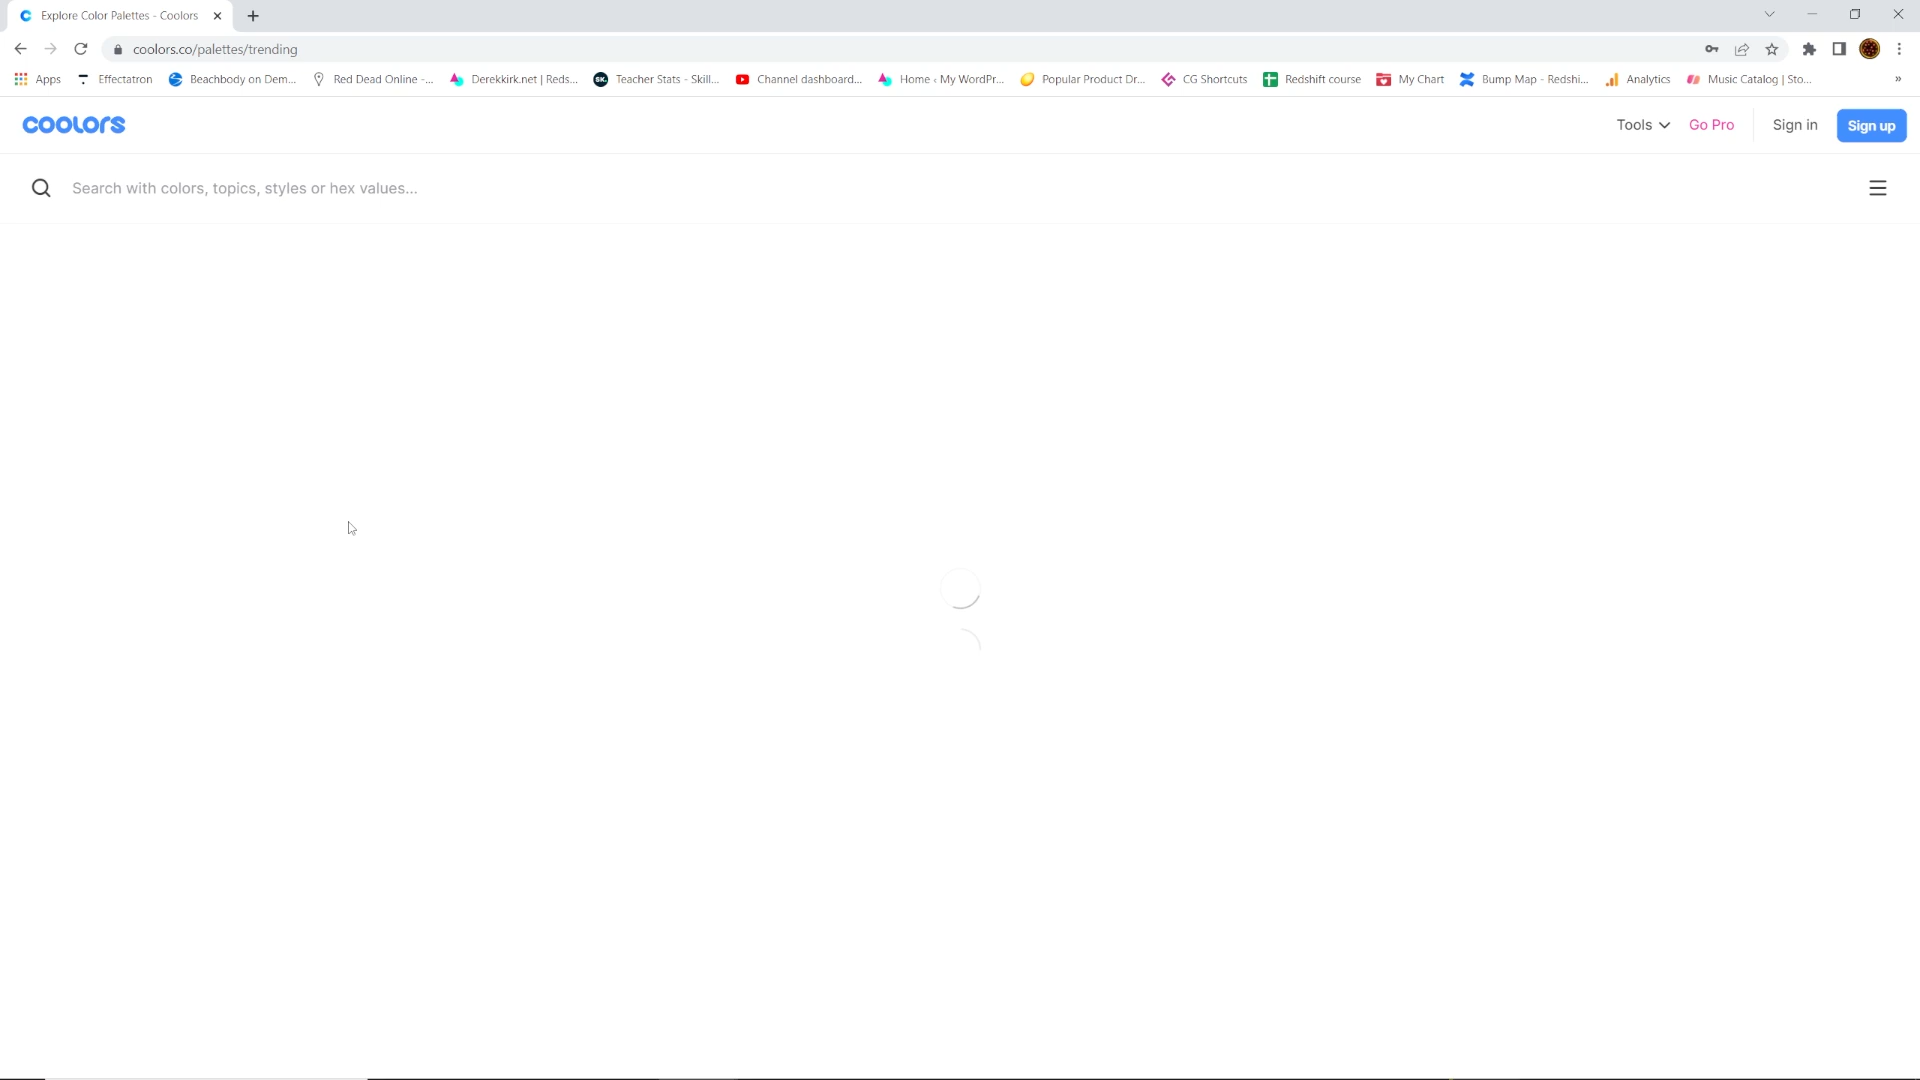 Explore Color Palettes - Coolors
coolors.co/palettes/trending
Apps Effectatron Beachbody on Dem... Red Dead Online -... Derekkirk.net | Reds... SK. Teacher Stats - Skill... Channel dashboard... Home ‹ My WordPr... Popular Product Dr... CG Shortcuts Redshift course My Chart Bump Map - Redshi... Analytics Music Catalog | Sto... »
coolors Tools Go Pro Sign in Sign up
Search with colors, topics, styles or hex values...